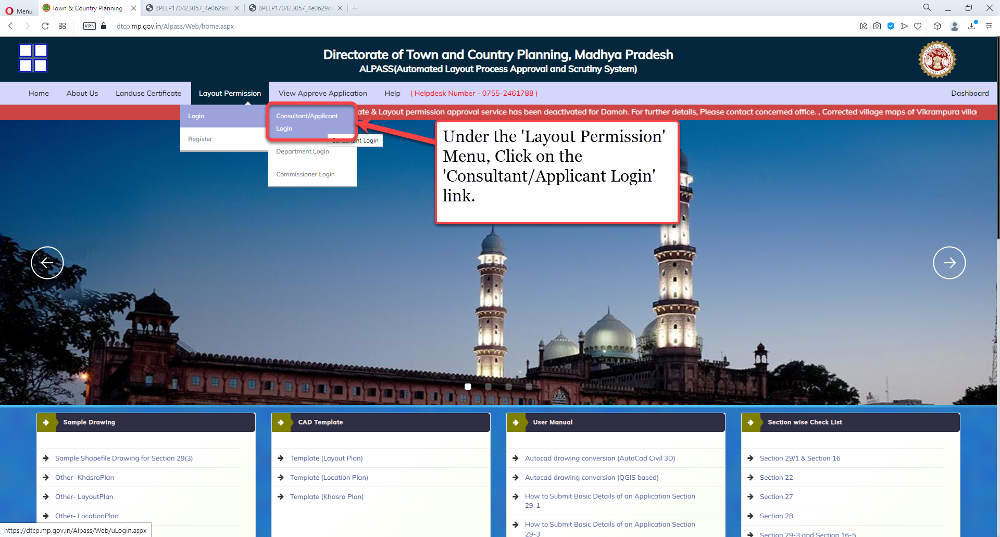 Menu
Town & Country Planning,
BPLLP170423057_4e0629d
BPLLP170423057_4e0629d
VPN
dtcp.mp.gov.in/Alpass/Web/home.aspx
Directorate of Town and Country Planning, Madhya Pradesh
ALPASS(Automated Layout Process Approval and Scrutiny System)
Home About Us Landuse Certificate Layout Permission View Approve Application Help ( Helpdesk Number - 0755-2461788 ) Dashboard
ate & Layout permission approval service has been deactivated for Damoh. For further details, Please contact concerned office. , Corrected village maps of Vikrampura villa
Login
Register
Consultant/Applicant
Login
Consultant Login
Department Login
Commissioner Login
Under the 'Layout Permission'
Menu, Click on the
'Consultant/Applicant Login'
link.
Sample Drawing
Sample Shapefile Drawing for Section 29(3)
Other- KhasraPlan
Other- LayoutPlan
Other- LocationPlan
CAD Template
Template (Layout Plan)
Template (Location Plan)
Template (Khasra Plan)
User Manual
Autocad drawing conversion (AutoCad Civil 3D)
Autocad drawing conversion (QGIS based)
How to Submit Basic Details of an Application Section
29-1
How to Submit Basic Details of an Application Section
29-3
Section wise Check List
Section 29/1 & Section 16
Section 22
Section 27
Section 28
Section 29-3 and Section 16-5
https://dtcp.mp.gov.in/Alpass/Web/uLogin.aspx